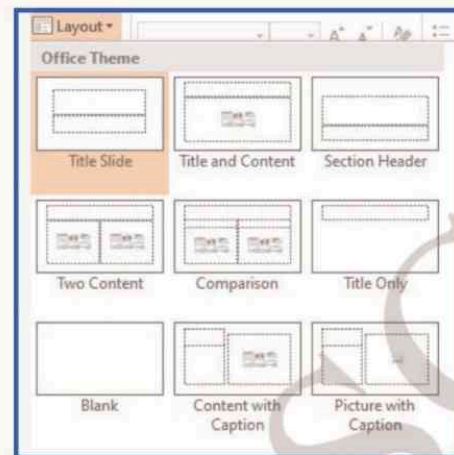 Layout
Office Theme
Title Slide
Title and Content
Section Header
Two Content
Comparison
Title Only
Blank
Content with Caption
Picture with Caption